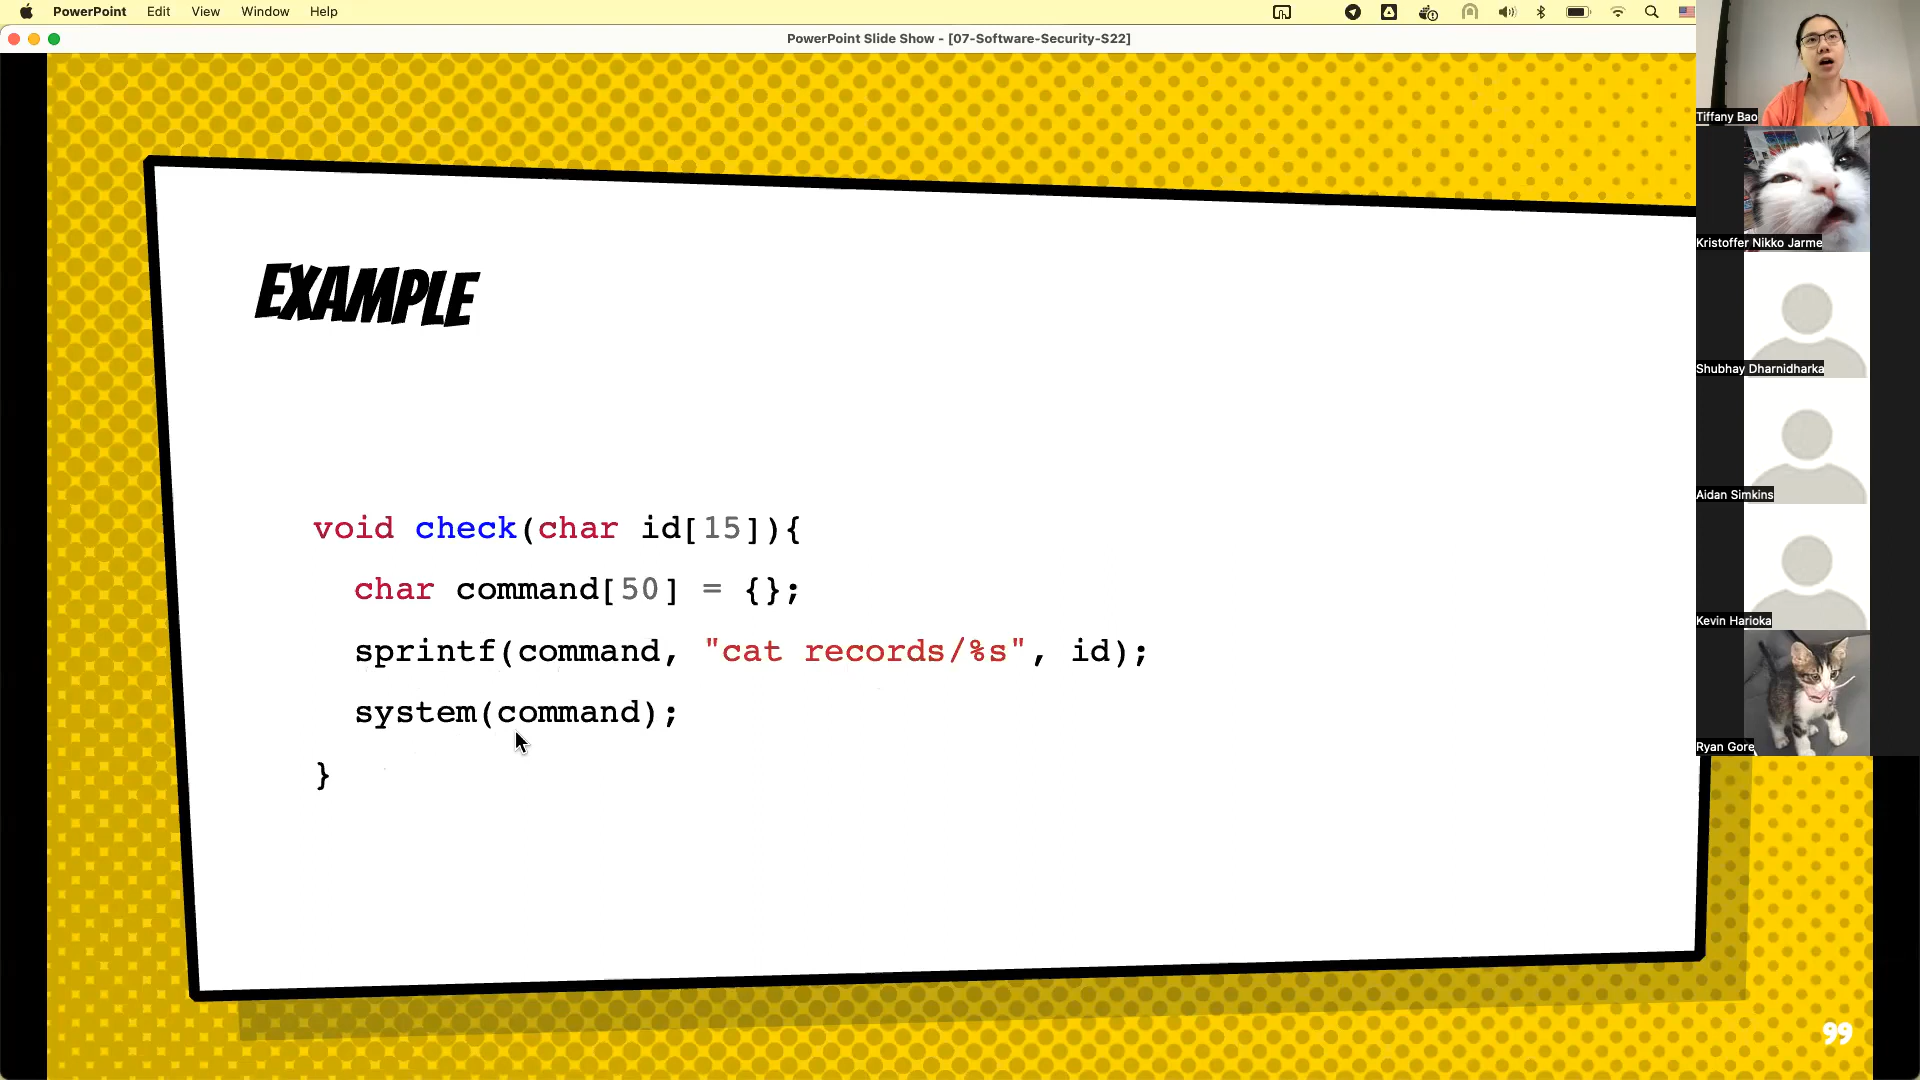 PowerPoint Edit View Window Help
PowerPoint Slide Show - [07-Software-Security-S22]
Tiffany Bao
Kristoffer Nikko Jarme
Shubhay Dharnidharka
Aidan Simkins
Kevin Harioka
Ryan Gore
EXAMPLE
void check(char id[15]){
char command[50] = {};
sprintf(command, "cat records/%s", id);
system(command);
}
99